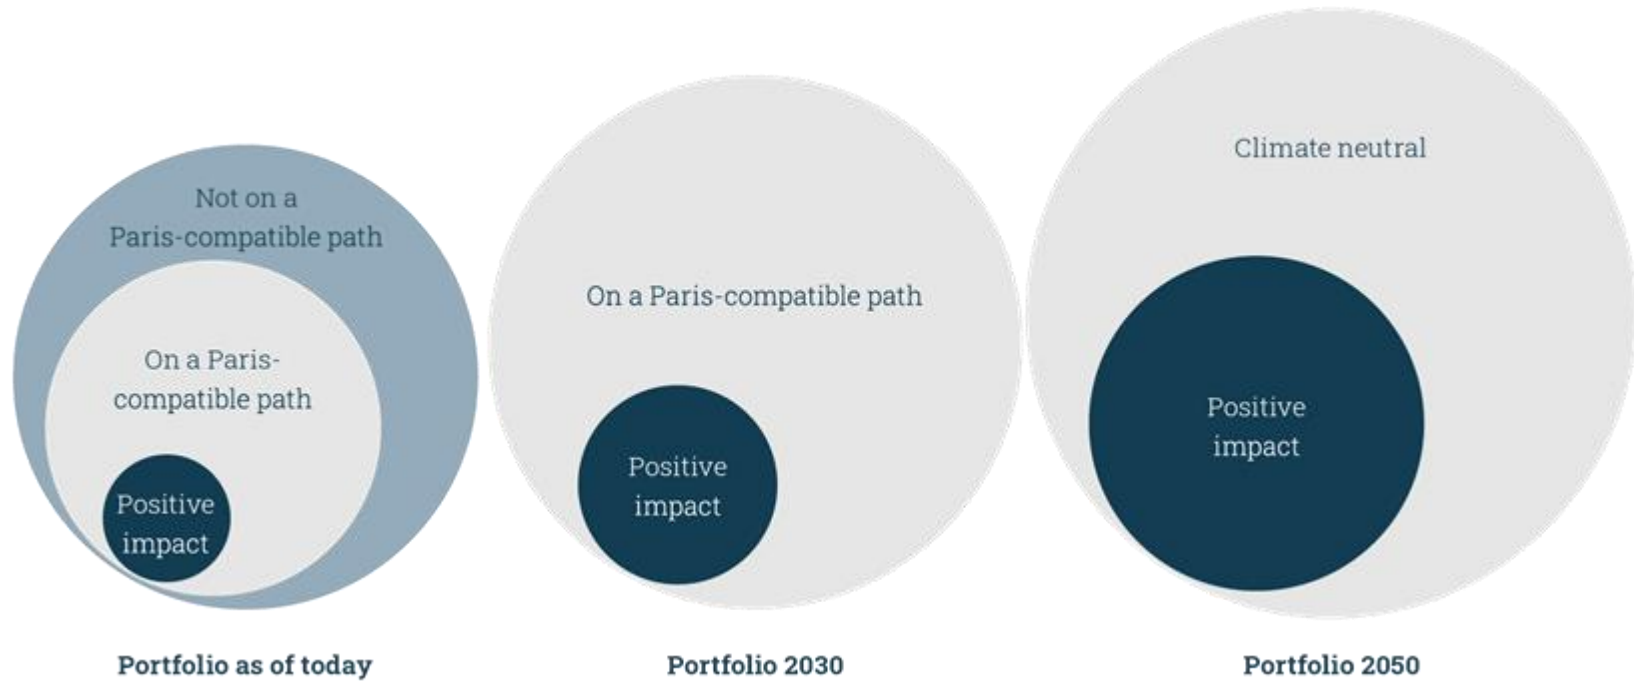 Not on a
Paris-compatible path
On a Paris-
compatible path
Positive
impact
Portfolio as of today
On a Paris-compatible path
Positive
impact
Portfolio 2030
Climate neutral
Positive
impact
Portfolio 2050